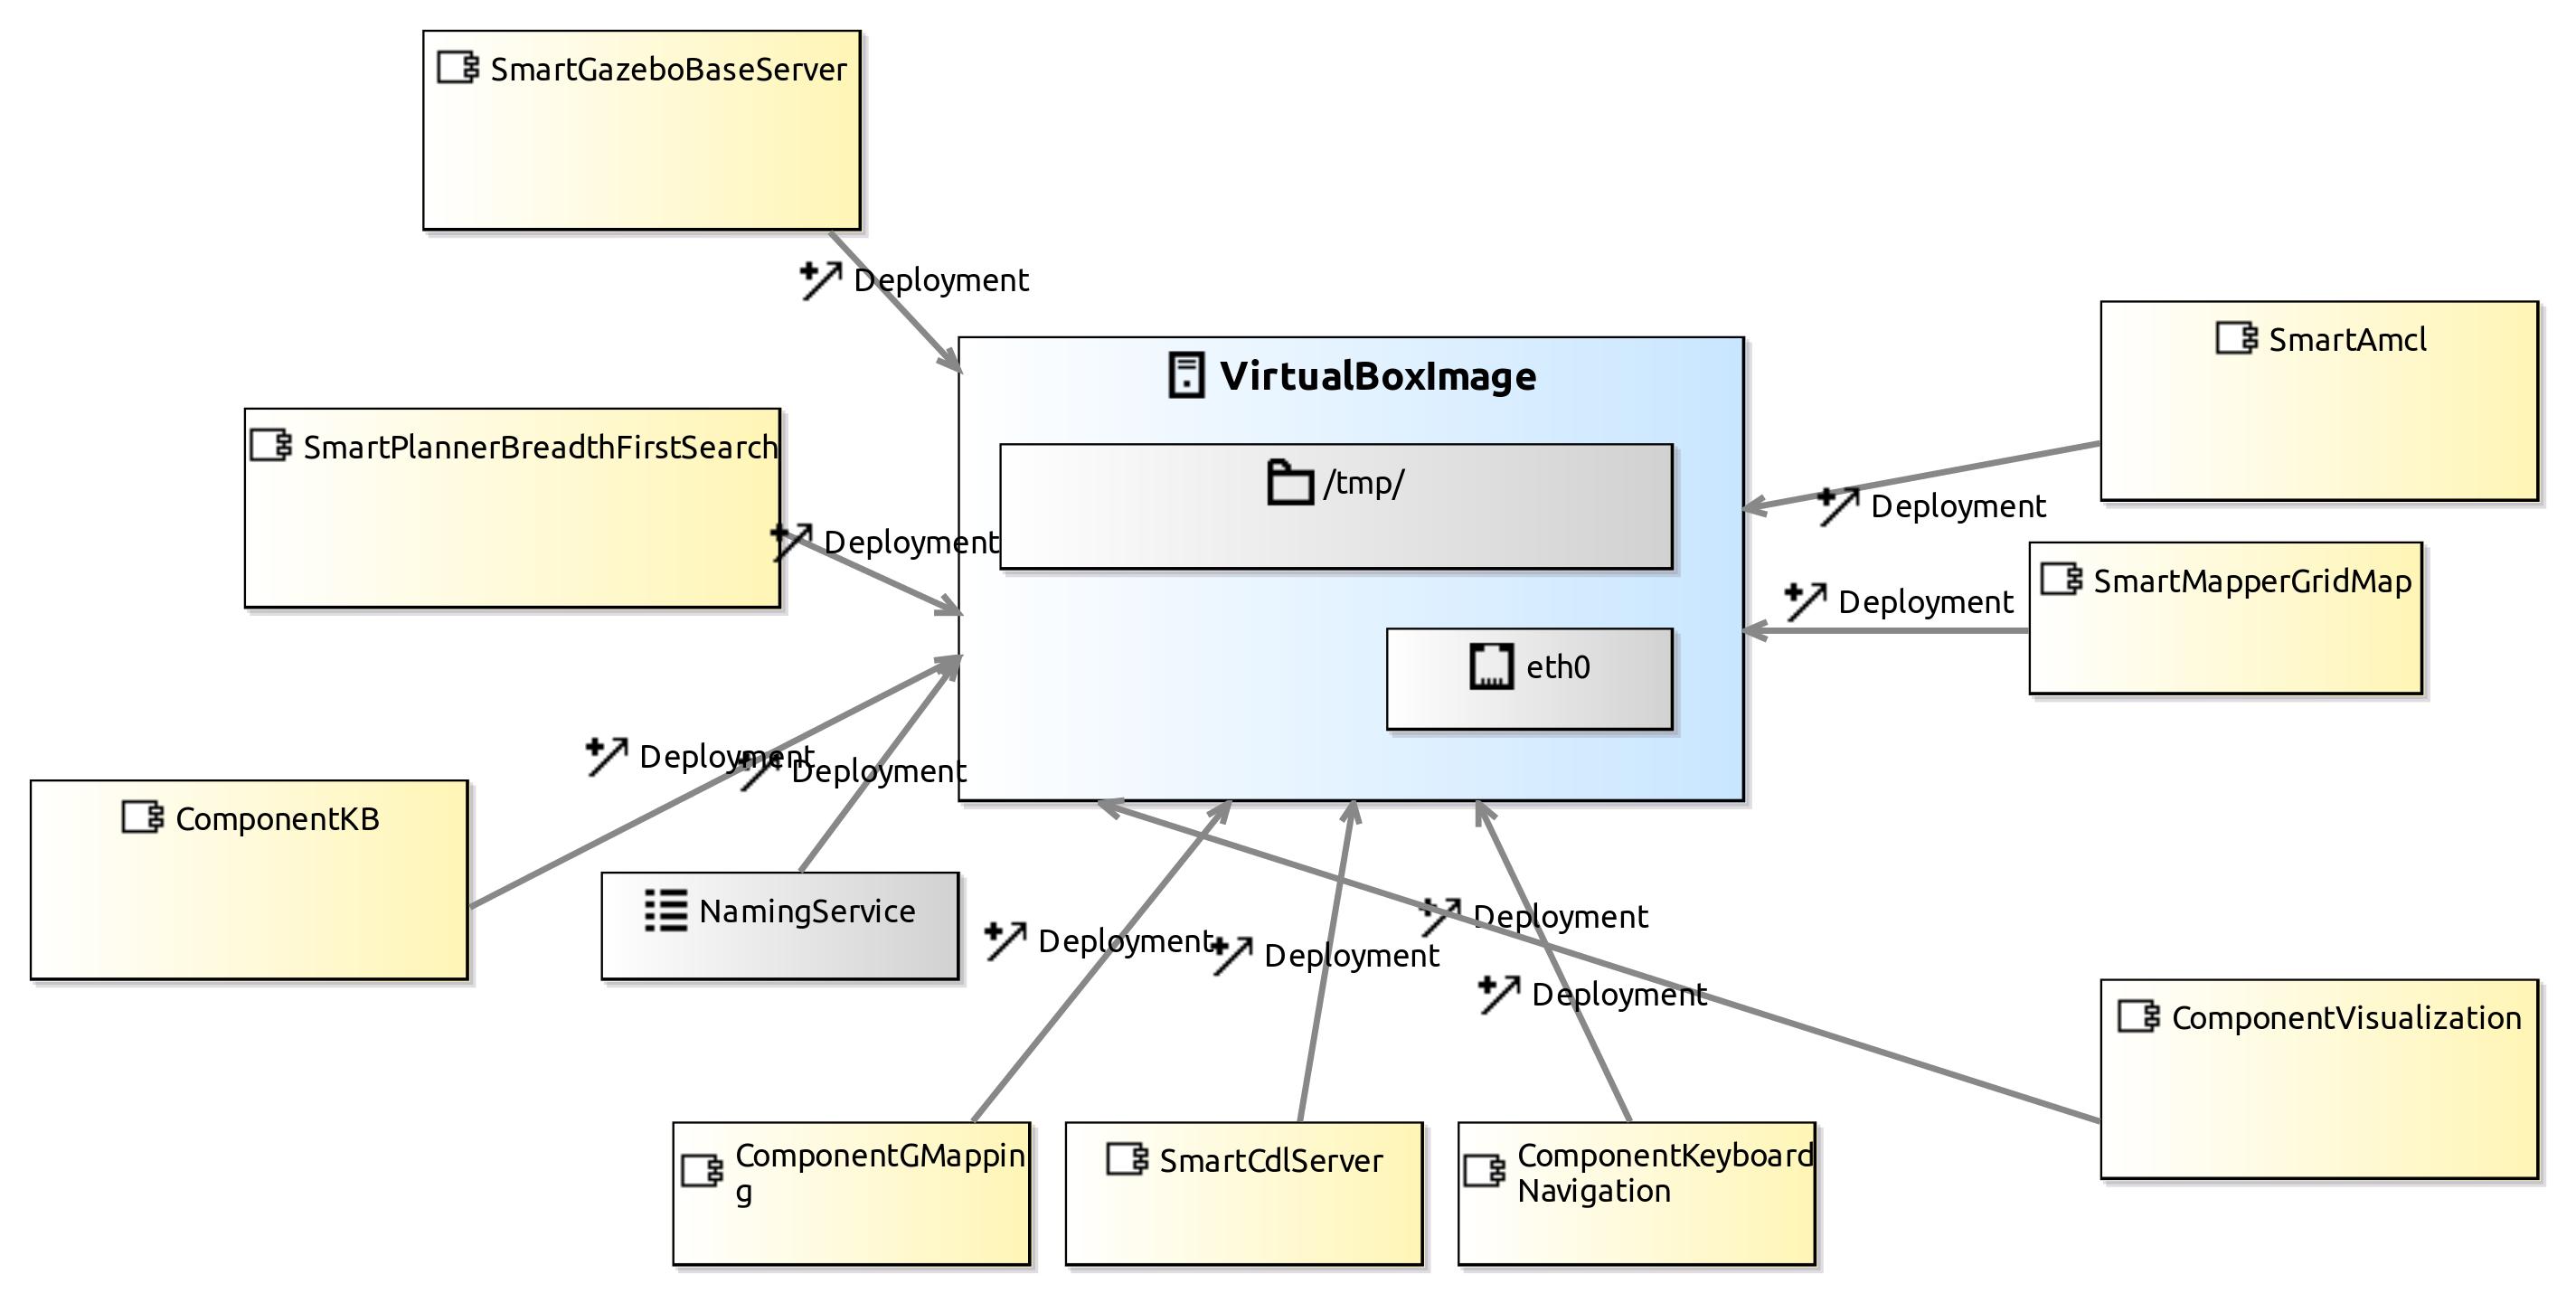 SmartGazeboBaseServer
Deployment
SmartAmcl
VirtualBoxImage
SmartPlannerBreadthFirstSearch
/tmp/
Deployment
Deployment
SmartMapperGridMap
Deployment
eth0
Deployment
Deployment
ComponentKB
NamingService
Deployment
Deployment
Deployment
Deployment
ComponentVisualization
ComponentGMappin
g
SmartCdlServer
ComponentKeyboard
Navigation